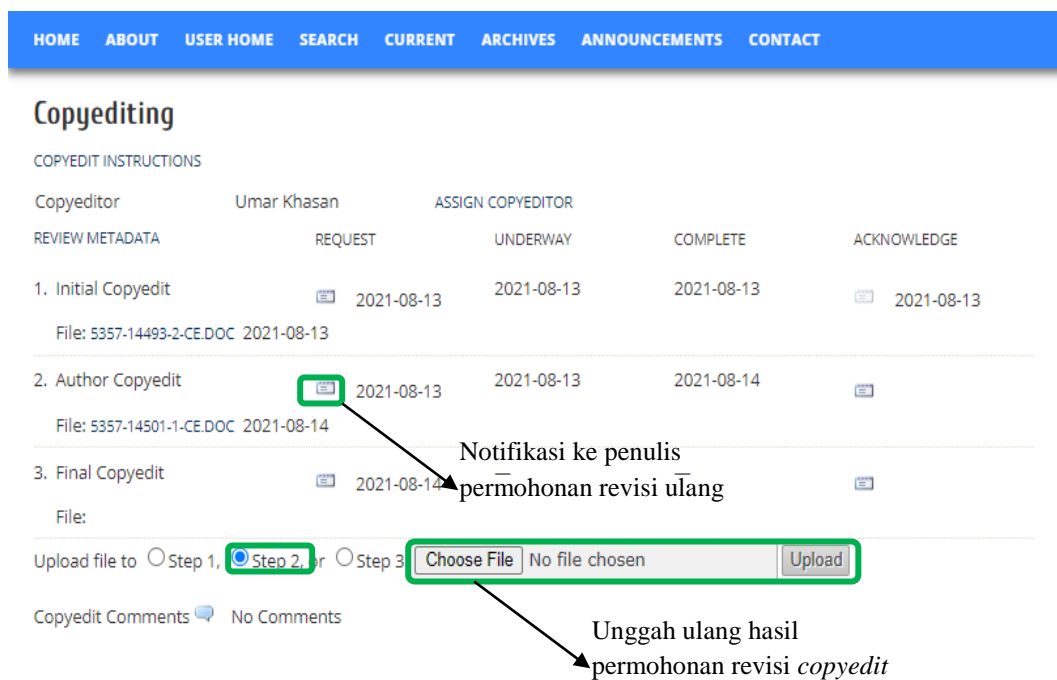 HOME ABOUT USER HOME SEARCH CURRENT ARCHIVES ANNOUNCEMENTS CONTACT
Copyediting
COPYEDIT INSTRUCTIONS
Copyeditor Umar Khasan ASSIGN COPYEDITOR
REVIEW METADATA REQUEST UNDERWAY COMPLETE ACKNOWLEDGE
1. Initial Copyedit 2021-08-13 2021-08-13 2021-08-13 2021-08-13
File: 5357-14493-2-CE.DOC 2021-08-13
2. Author Copyedit 2021-08-13 2021-08-13 2021-08-14
File: 5357-14501-1-CE.DOC 2021-08-14
Notifikasi ke penulis
permohonan revisi ulang
3. Final Copyedit 2021-08-14 — —
File:
Upload file to Step 1, Step 2, or Step 3 Choose File No file chosen Upload
Copyedit Comments No Comments
Unggah ulang hasil
permohonan revisi copyedit